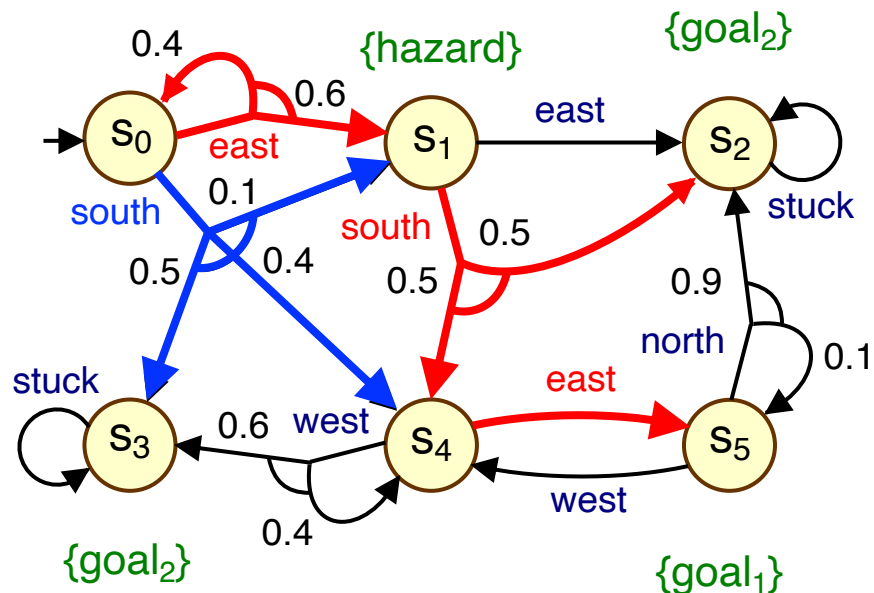 {goal₂}
0.4
{hazard}
0.6
s₀
s₁
east
s₂
east
0.1
stuck
south
south
0.5
0.5
0.4
0.5
0.9
north
0.1
stuck
east
west
0.6
s₃
s₄
s₅
west
0.4
{goal₂}
{goal₁}